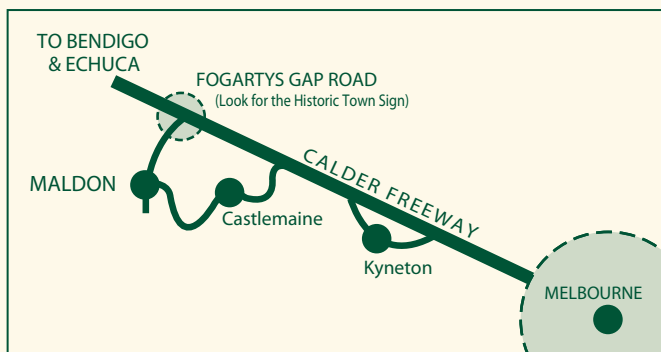 TO BENDIGO
& ECHUCA
FOGARTYS GAP ROAD
(Look for the Historic Town Sign)
MALDON
CALDER FREEWAY
Castlemaine
Kyneton
MELBOURNE